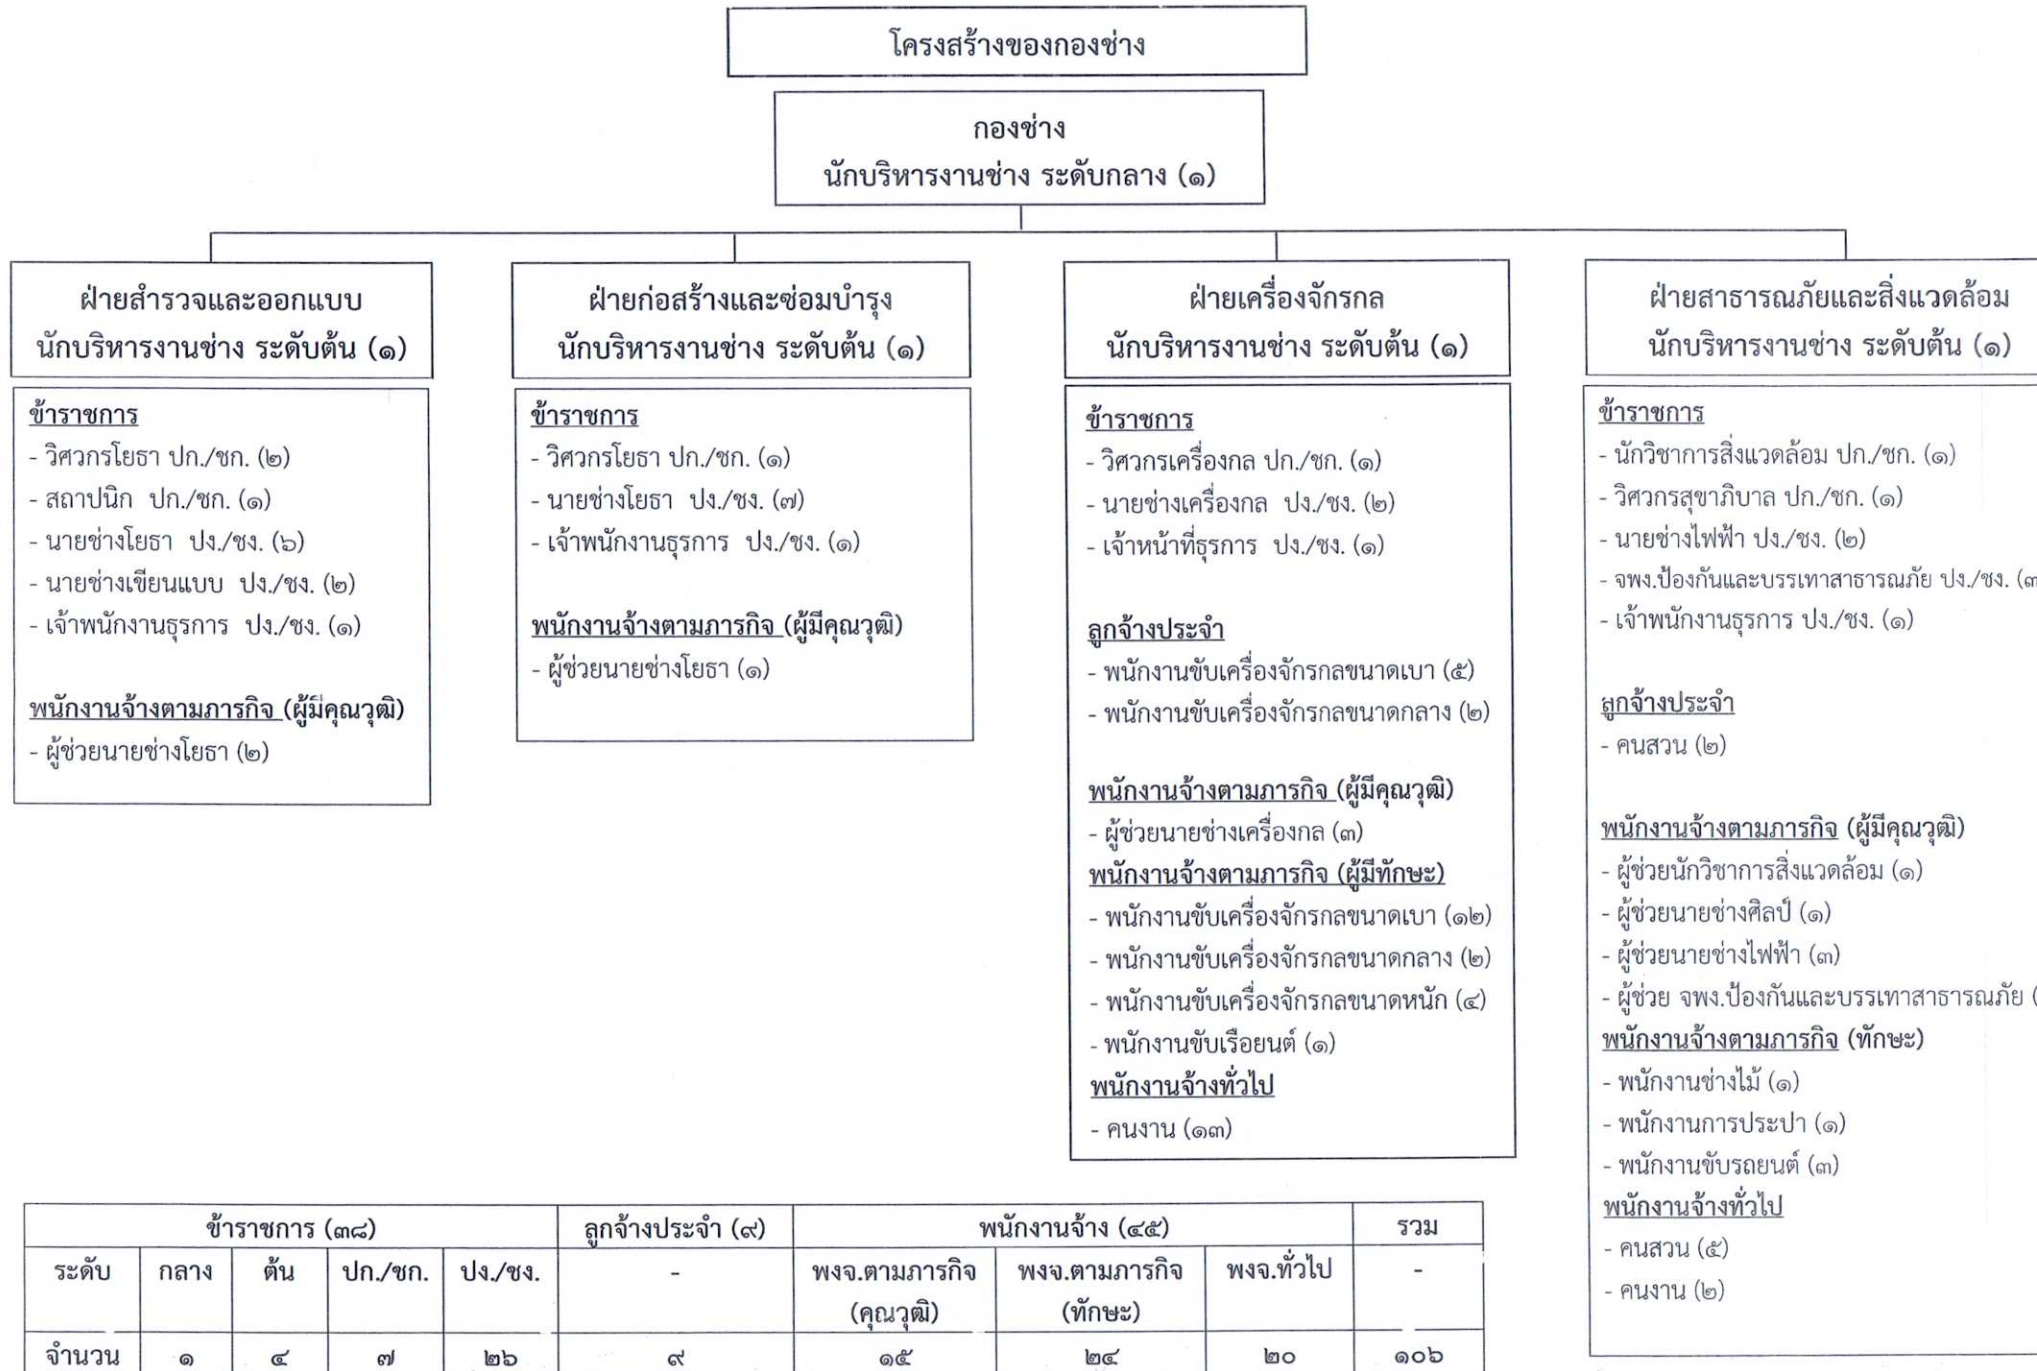 โครงสร้างของกองช่าง
กองช่าง
นักบริหารงานช่าง ระดับกลาง (๑)
ฝ่ายสำรวจและออกแบบ
นักบริหารงานช่าง ระดับต้น (๑)
ข้าราชการ
- วิศวกรโยธา ปก./ชก. (๒)
- สถาปนิก ปก./ชก. (๑)
- นายช่างโยธา ปง./ชง. (๖)
- นายช่างเขียนแบบ ปง./ชง. (๒)
- เจ้าพนักงานธุรการ ปง./ชง. (๑)
พนักงานจ้างตามภารกิจ (ผู้มีคุณวุฒิ)
- ผู้ช่วยนายช่างโยธา (๒)
ฝ่ายก่อสร้างและซ่อมบำรุง
นักบริหารงานช่าง ระดับต้น (๑)
ข้าราชการ
- วิศวกรโยธา ปก./ชก. (๑)
- นายช่างโยธา ปง./ชง. (๗)
- เจ้าพนักงานธุรการ ปง./ชง. (๑)
พนักงานจ้างตามภารกิจ (ผู้มีคุณวุฒิ)
- ผู้ช่วยนายช่างโยธา (๑)
ฝ่ายเครื่องจักรกล
นักบริหารงานช่าง ระดับต้น (๑)
ข้าราชการ
- วิศวกรเครื่องกล ปก./ชก. (๑)
- นายช่างเครื่องกล ปง./ชง. (๒)
- เจ้าหน้าที่ธุรการ ปง./ชง. (๑)
ลูกจ้างประจำ
- พนักงานขับเครื่องจักรกลขนาดเบา (๕)
- พนักงานขับเครื่องจักรกลขนาดกลาง (๒)
พนักงานจ้างตามภารกิจ (ผู้มีคุณวุฒิ)
- ผู้ช่วยนายช่างเครื่องกล (๓)
พนักงานจ้างตามภารกิจ (ผู้มีทักษะ)
- พนักงานขับเครื่องจักรกลขนาดเบา (๑๒)
- พนักงานขับเครื่องจักรกลขนาดกลาง (๒)
- พนักงานขับเครื่องจักรกลขนาดหนัก (๔)
- พนักงานขับเรือยนต์ (๑)
พนักงานจ้างทั่วไป
- คนงาน (๑๓)
ฝ่ายสาธารณภัยและสิ่งแวดล้อม
นักบริหารงานช่าง ระดับต้น (๑)
ข้าราชการ
- นักวิชาการสิ่งแวดล้อม ปก./ชก. (๑)
- วิศวกรสุขาภิบาล ปก./ชก. (๑)
- นายช่างไฟฟ้า ปง./ชง. (๒)
- จพง.ป้องกันและบรรเทาสาธารณภัย ปง./ชง. (๓
- เจ้าพนักงานธุรการ ปง./ชง. (๑)
ลูกจ้างประจำ
- คนสวน (๒)
พนักงานจ้างตามภารกิจ (ผู้มีคุณวุฒิ)
- ผู้ช่วยนักวิชาการสิ่งแวดล้อม (๑)
- ผู้ช่วยนายช่างศิลป์ (๑)
- ผู้ช่วยนายช่างไฟฟ้า (๓)
- ผู้ช่วย จพง.ป้องกันและบรรเทาสาธารณภัย (
พนักงานจ้างตามภารกิจ (ทักษะ)
- พนักงานช่างไม้ (๑)
- พนักงานการประปา (๑)
- พนักงานขับรถยนต์ (๓)
พนักงานจ้างทั่วไป
- คนสวน (๕)
- คนงาน (๒)
ข้าราชการ (๓๘) ลูกจ้างประจำ (๙) พนักงานจ้าง (๔๕) รวม
ระดับ กลาง ต้น ปก./ชก. ปง./ชง. - พงจ.ตามภารกิจ พงจ.ตามภารกิจ พงจ.ทั่วไป -
(คุณวุฒิ) (ทักษะ)
จำนวน ๑ ๔ ๗ ๒๖ ๙ ๑๕ ๒๔ ๒๐ ๑๐๖